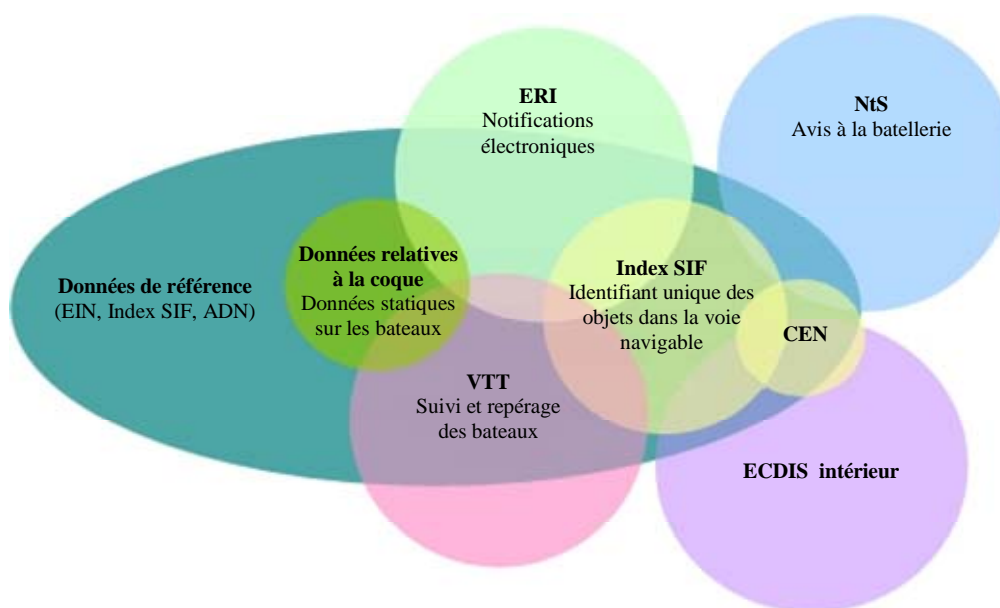 ERI
Notifications
électroniques
NtS
Avis à la batellerie
Données de référence
(EIN, Index SIF, ADN)
Données relatives
à la coque
Données statiques
sur les bateaux
Index SIF
Identifiant unique des
objets dans la voie
navigable
CEN
VTT
Suivi et repérage
des bateaux
ECDIS intérieur